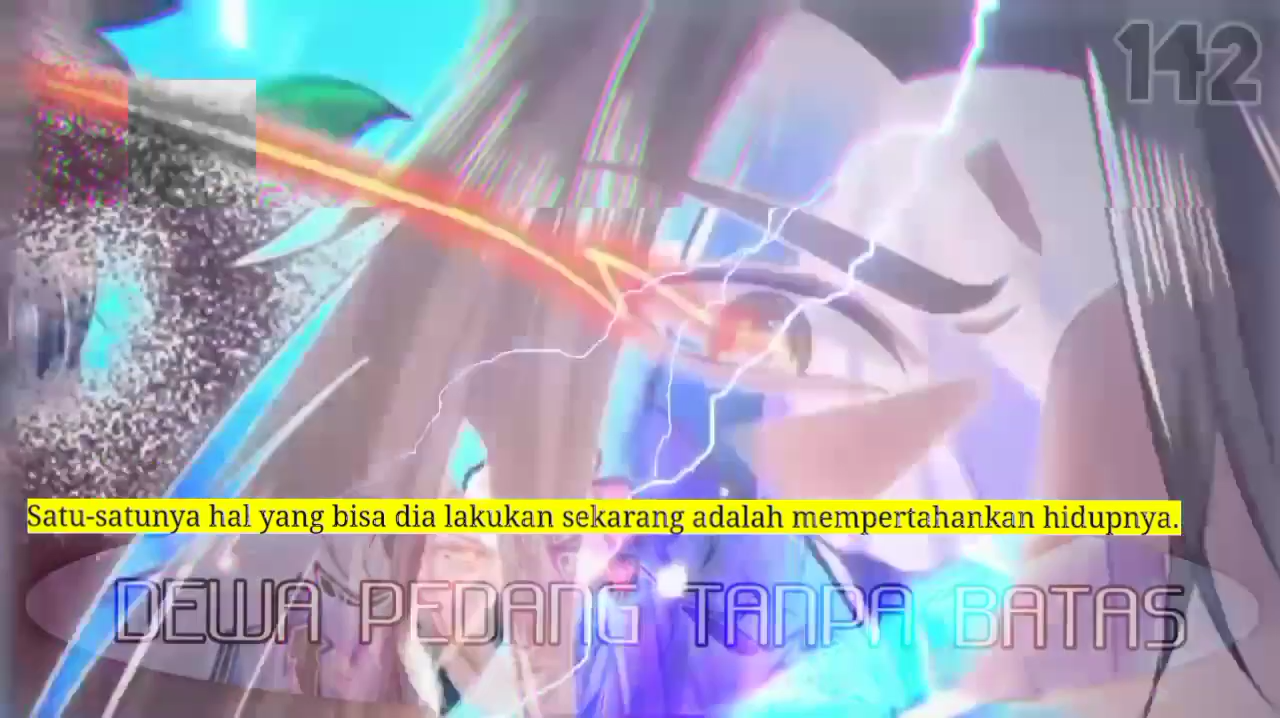 142
Satu-satunya hal yang bisa dia lakukan sekarang adalah mempertahankan hidupnya.
DEWA PEDANG TANPA BATAS